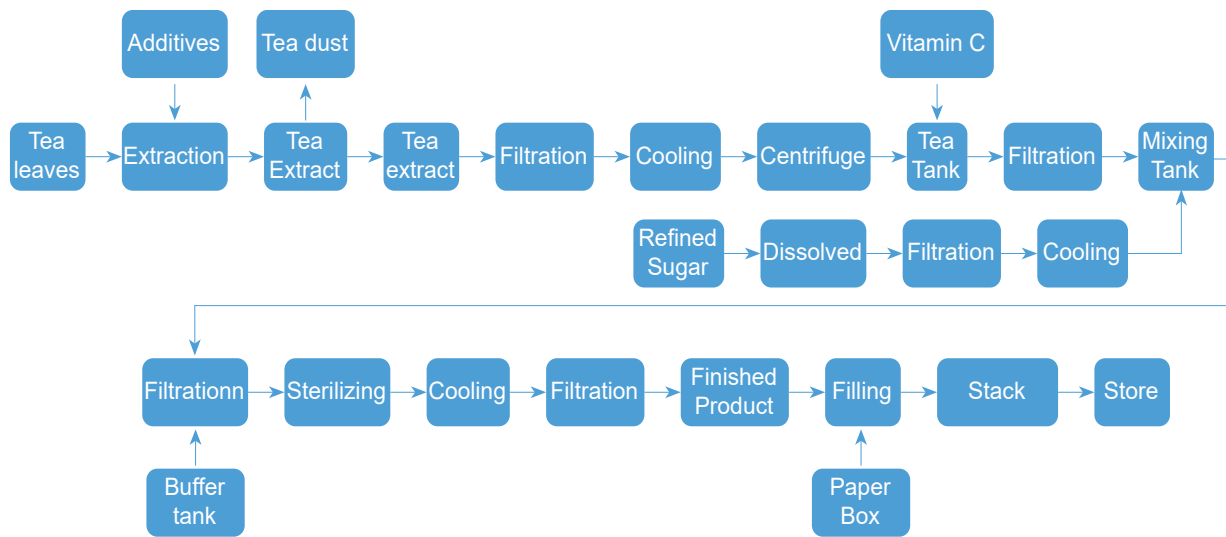 Additives
Tea dust
Vitamin C
Tea
leaves
Extraction
Tea
Extract
Tea
extract
Filtration
Cooling
Centrifuge
Tea
Tank
Filtration
Mixing
Tank
Refined
Sugar
Dissolved
Filtration
Cooling
Filtrationn
Sterilizing
Cooling
Filtration
Finished
Product
Filling
Stack
Store
Buffer
tank
Paper
Box